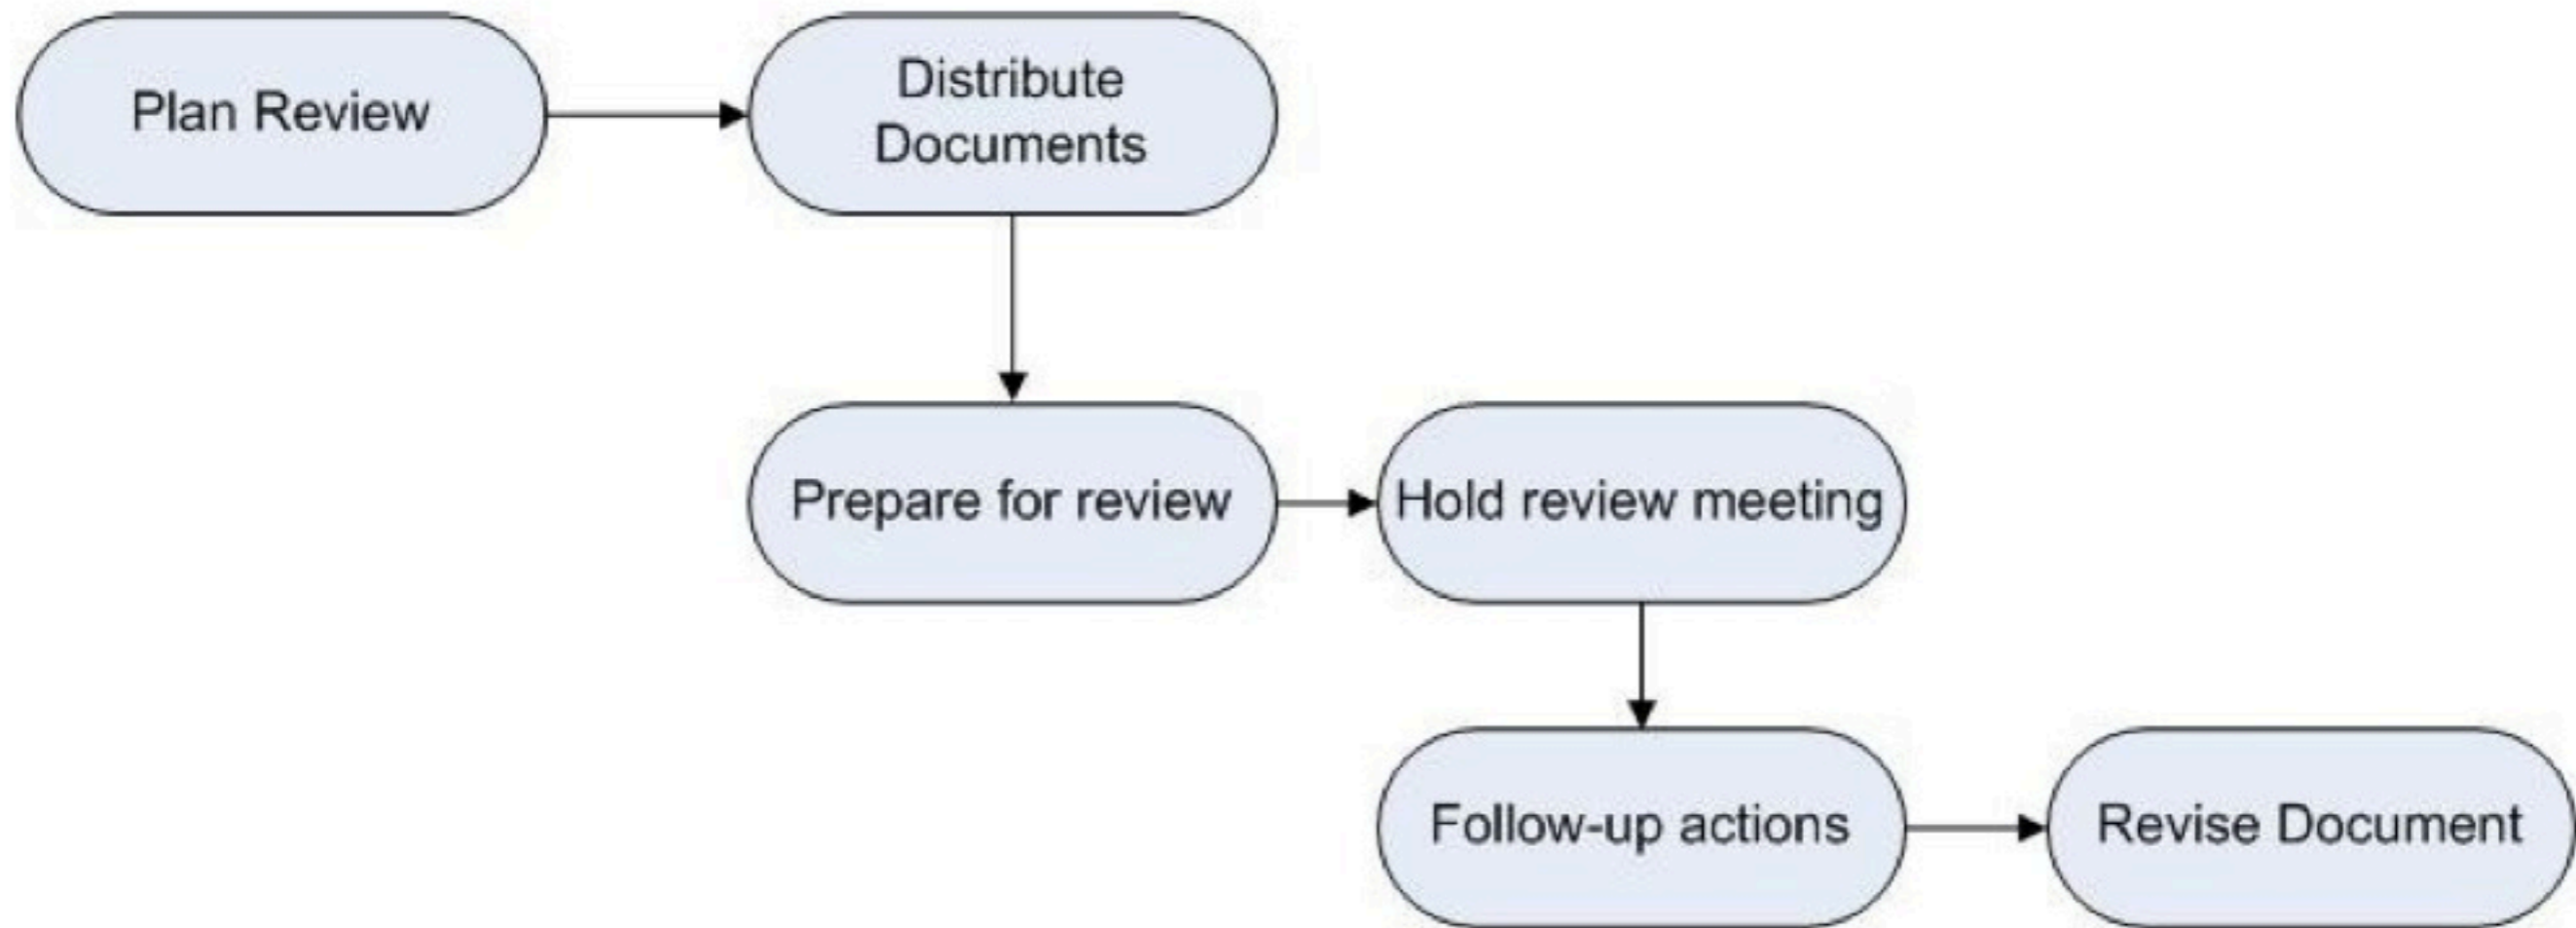 Plan Review
Distribute
Documents
Prepare for review
Hold review meeting
Follow-up actions
Revise Document